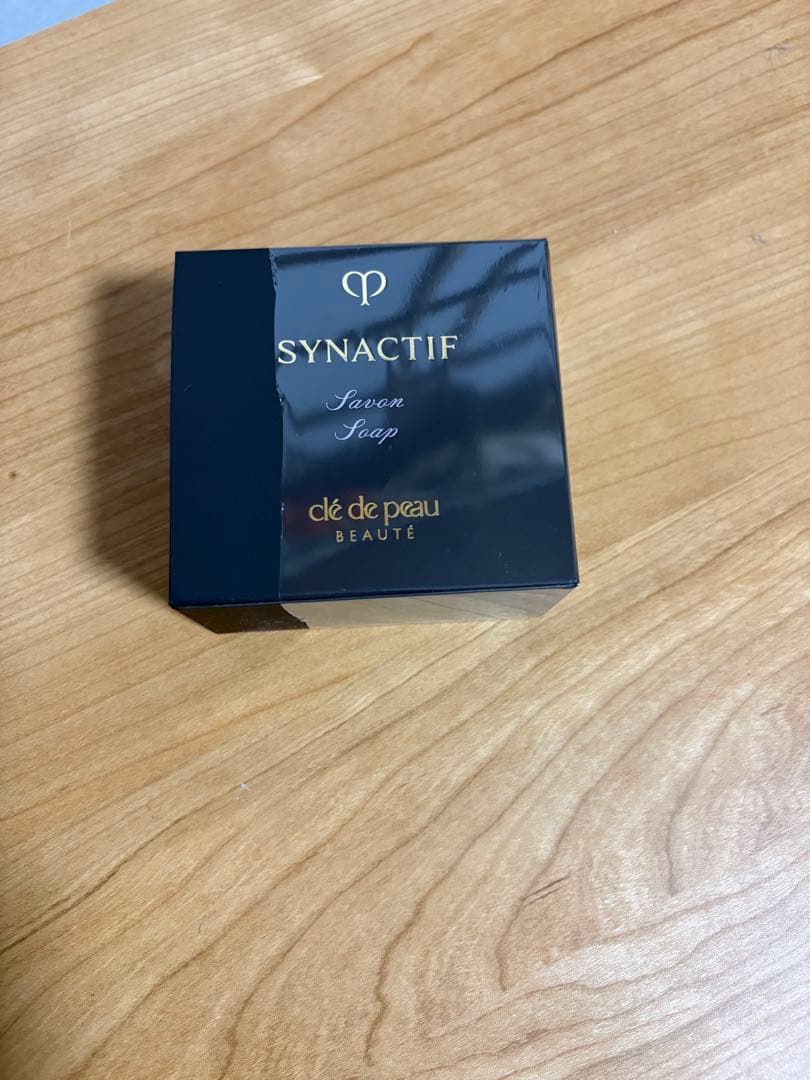 SYNACTIF
Savon
Soap
clé de peau
BEAUTÉ